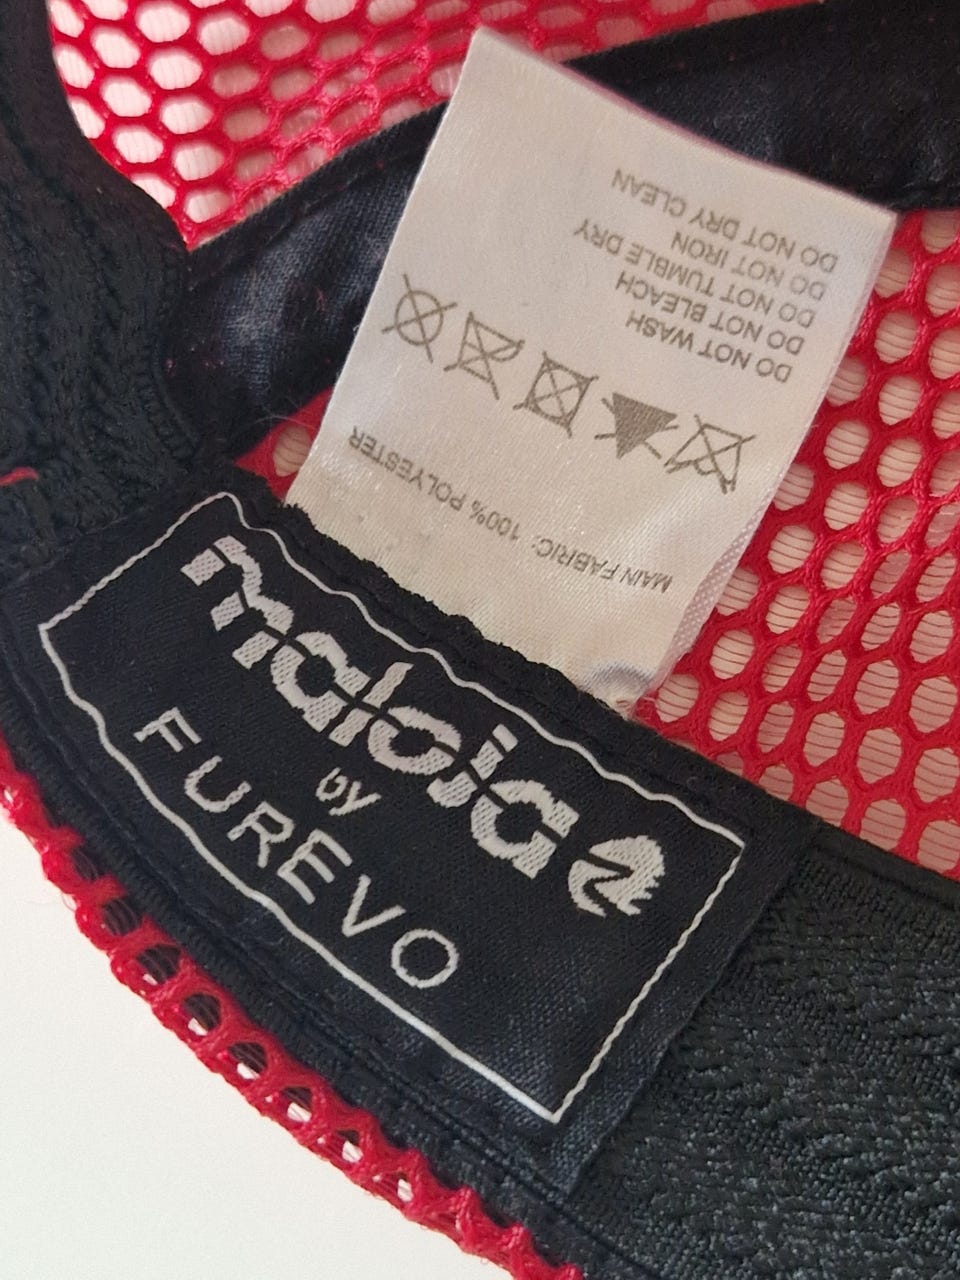 MAIN FABRIC: 100% POLYESTER
DO NOT WASH
DO NOT BLEACH
DO NOT TUMBLE DRY
DO NOT IRON
DO NOT DRY CLEAN
maloja
by
FUREVO